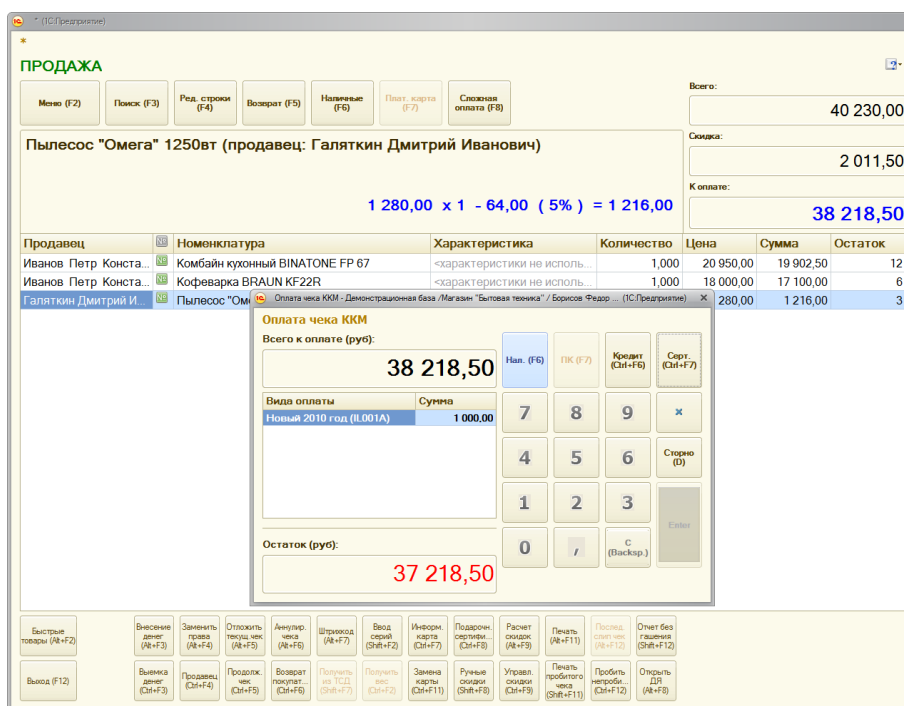 * (1С:Предприятие)
*
ПРОДАЖА
Меню (F2)
Поиск (F3)
Ред. строки (F4)
Возврат (F5)
Наличные (F6)
Плат. карта (F7)
Сложная оплата (F8)
Всего:
40 230,00
Скидка:
2 011,50
К оплате:
38 218,50
Пылесос "Омега" 1250вт (продавец: Галяткин Дмитрий Иванович)
1 280,00 x 1 - 64,00 ( 5% ) = 1 216,00
Продавец Номенклатура Характеристика Количество Цена Сумма Остаток
Иванов Петр Конста... Комбайн кухонный BINATONE FP 67 <характеристики не исполь... 1,000 20 950,00 19 902,50 12
Иванов Петр Конста... Кофеварка BRAUN KF22R <характеристики не исполь... 1,000 18 000,00 17 100,00 6
Галяткин Дмитрий И... Пылесос "Оме 280,00 1 216,00 3
Оплата чека ККМ - Демонстрационная база /Магазин "Бытовая техника" / Борисов Федор ... (1С:Предприятие)
Оплата чека ККМ
Всего к оплате (руб):
38 218,50
Нал. (F6)
ПК (F7)
Кредит (Ctrl+F6)
Серт. (Ctrl+F7)
Вида оплаты Сумма
Новый 2010 год (IL001A) 1 000,00
7 8 9 ×
4 5 6 Сторно (D)
1 2 3 Enter
0 , C (Backsp.)
Остаток (руб):
37 218,50
Быстрые товары (Alt+F2)
Внесение денег (Alt+F3)
Заменить права (Alt+F4)
Отложить текущ.чек (Alt+F5)
Аннулир. чека (Alt+F6)
Штрихкод (Alt+F7)
Ввод серий (Shift+F2)
Информ. карта (Ctrl+F7)
Подарочн. сертифи... (Ctrl+F8)
Расчет скидок (Alt+F9)
Печать (Alt+F11)
Послед. слип чек (Alt+F12)
Отчет без гашения (Shift+F12)
Выход (F12)
Выемка денег (Ctrl+F3)
Продавец (Ctrl+F4)
Продолж. чек (Ctrl+F5)
Возврат покупат... (Ctrl+F6)
Получить из ТСД (Shift+F7)
Получить вес (Ctrl+F2)
Замена карты (Ctrl+F11)
Ручные скидки (Shift+F8)
Управл. скидки (Ctrl+F9)
Печать пробитого чека (Shift+F11)
Пробить непроби... (Ctrl+F12)
Открыть ДЯ (Alt+F8)